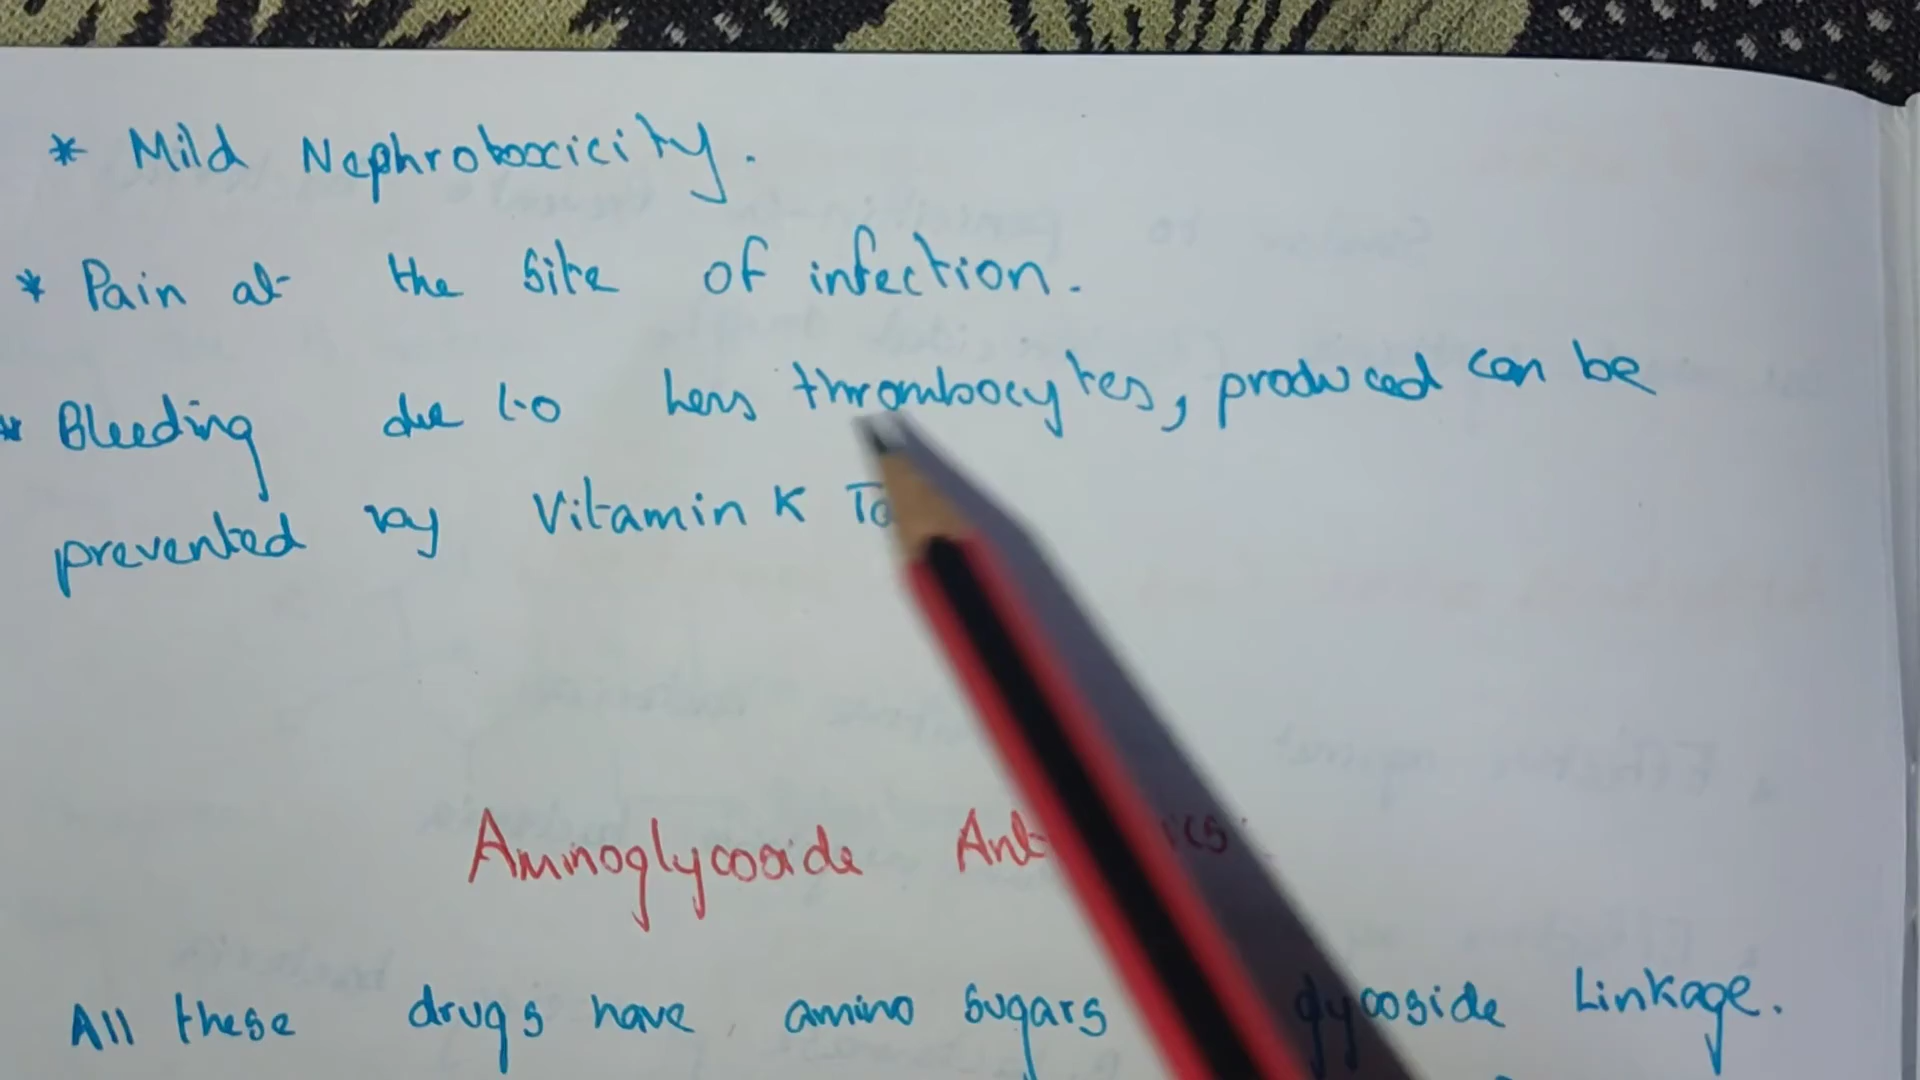 * Mild Nephrotoxicity.
* Pain at the site of infection.
* Bleeding due to less thrombocytes, produced can be
prevented by Vitamin K
Aminoglycoside
All these drugs have amino sugars glycoside Linkage.